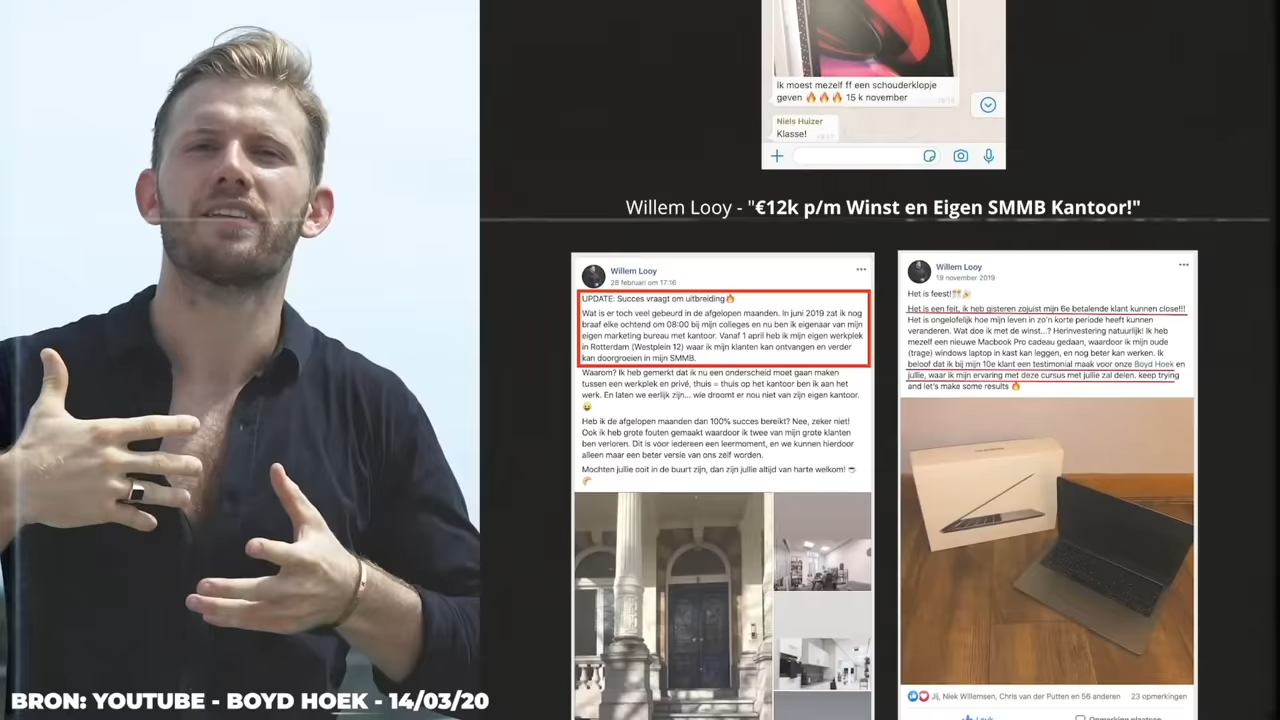 Ik moest mezelf ff een schouderklopje
geven 🔥🔥🔥 15 k november
Niels Huizer
Klasse!
Willem Looy - "€12k p/m Winst en Eigen SMMB Kantoor!"
Willem Looy
28 februari om 17:16
UPDATE: Succes vraagt om uitbreiding🔥
Wat is er toch veel gebeurd in de afgelopen maanden. In juni 2019 zat ik nog
braaf elke ochtend om 08:00 bij mijn colleges en nu ben ik eigenaar van mijn
eigen marketing bureau met kantoor. Vanaf 1 april heb ik mijn eigen werkplek
in Rotterdam (Westplein 12) waar ik mijn klanten kan ontvangen en verder
kan doorgroeien in mijn SMMB.
Waarom? Ik heb gemerkt dat ik nu een onderscheid moet gaan maken
tussen een werkplek en privé, thuis = thuis op het kantoor ben ik aan het
werk. En laten we eerlijk zijn... wie droomt er nou niet van zijn eigen kantoor.
😄
Heb ik de afgelopen maanden dan 100% succes bereikt? Nee, zeker niet!
Ook ik heb grote fouten gemaakt waardoor ik twee van mijn grote klanten
ben verloren. Dit is voor iedereen een leermoment, en we kunnen hierdoor
alleen maar een beter versie van ons zelf worden.
Mochten jullie ooit in de buurt zijn, dan zijn jullie altijd van harte welkom! ☕
🥐
Willem Looy
19 november 2019
Het is feest!🎊🎉
Het is een feit, ik heb gisteren zojuist mijn 6e betalende klant kunnen close!!!
Het is ongelofelijk hoe mijn leven in zo'n korte periode heeft kunnen
veranderen. Wat doe ik met de winst...? Herinvestering natuurlijk! Ik heb
mezelf een nieuwe Macbook Pro cadeau gedaan, waardoor ik mijn oude
(trage) windows laptop in kast kan leggen, en nog beter kan werken. Ik
beloof dat ik bij mijn 10e klant een testimonial maak voor onze Boyd Hoek en
jullie, waar ik mijn ervaring met deze cursus met jullie zal delen. keep trying
and let's make some results 🔥
Jij, Niek Willemsen, Chris van der Putten en 56 anderen 23 opmerkingen
BRON: YOUTUBE - BOYD HOEK - 14/03/20